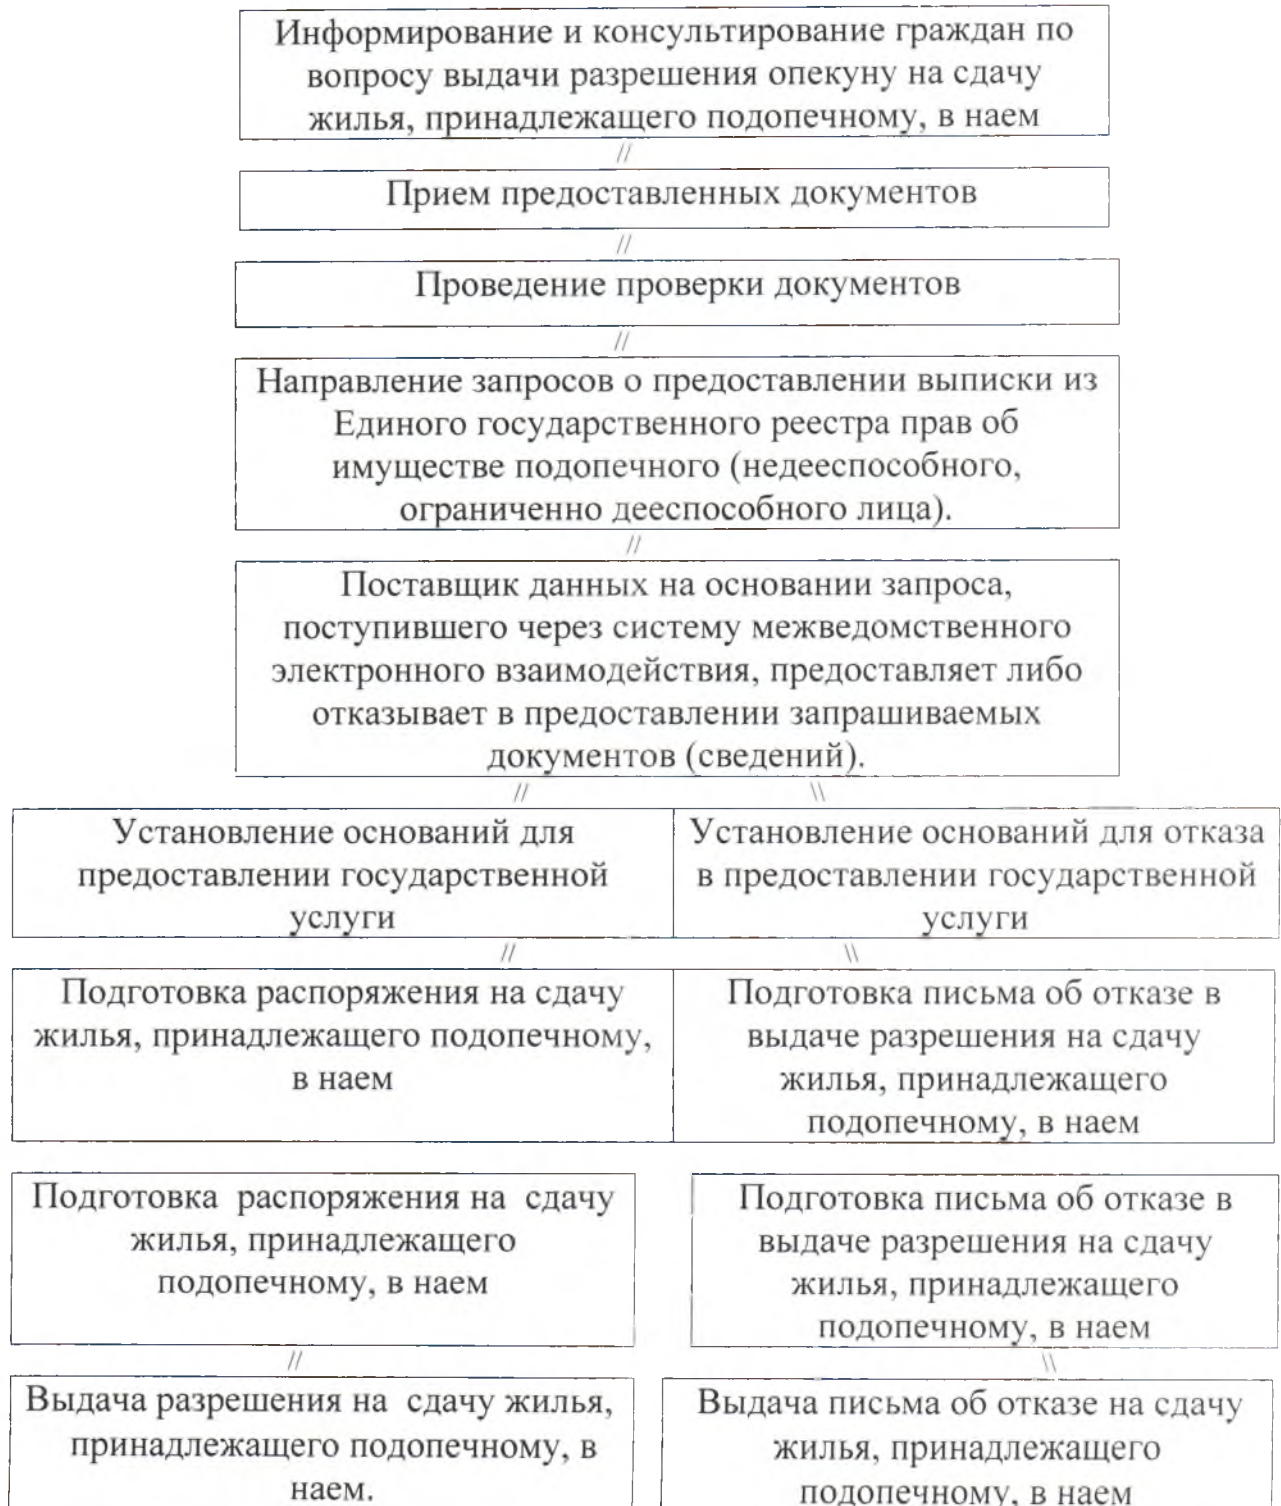 Информирование и консультирование граждан по
вопросу выдачи разрешения опекуну на сдачу
жилья, принадлежащего подопечному, в наем
//
Прием предоставленных документов
//
Проведение проверки документов
//
Направление запросов о предоставлении выписки из
Единого государственного реестра прав об
имуществе подопечного (недееспособного,
ограниченно дееспособного лица).
//
Поставщик данных на основании запроса,
поступившего через систему межведомственного
электронного взаимодействия, предоставляет либо
отказывает в предоставлении запрашиваемых
документов (сведений).
// \\
Установление оснований для
предоставлении государственной
услуги
Установление оснований для отказа
в предоставлении государственной
услуги
// \\
Подготовка распоряжения на сдачу
жилья, принадлежащего подопечному,
в наем
Подготовка письма об отказе в
выдаче разрешения на сдачу
жилья, принадлежащего
подопечному, в наем
Подготовка распоряжения на сдачу
жилья, принадлежащего
подопечному, в наем
Подготовка письма об отказе в
выдаче разрешения на сдачу
жилья, принадлежащего
подопечному, в наем
// \\
Выдача разрешения на сдачу жилья,
принадлежащего подопечному, в
наем.
Выдача письма об отказе на сдачу
жилья, принадлежащего
подопечному, в наем